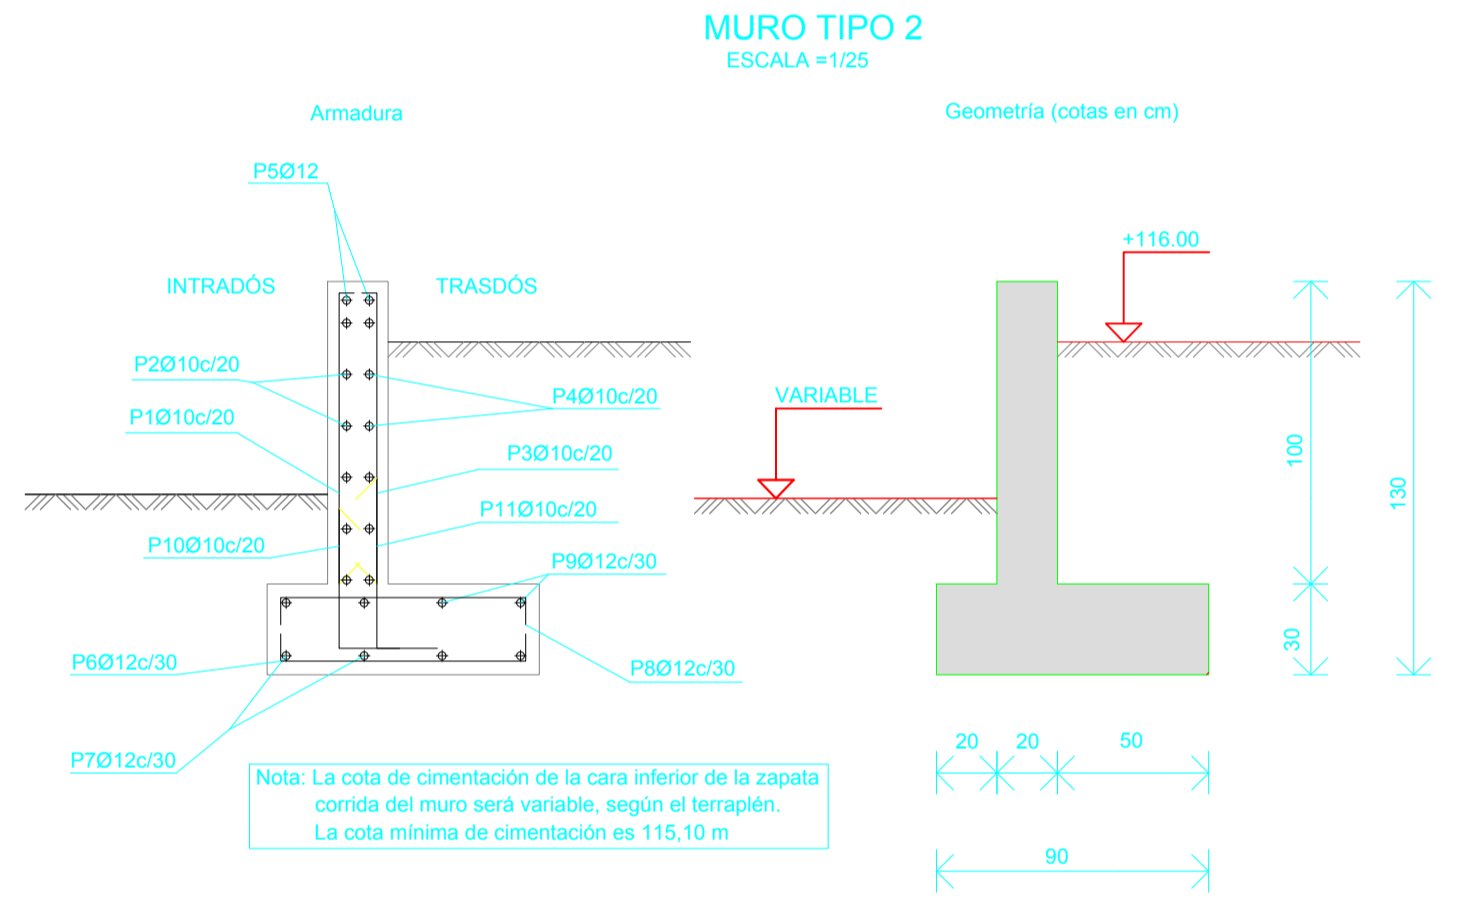 MURO TIPO 2
ESCALA =1/25
Armadura
Geometría (cotas en cm)
P5Ø12
INTRADÓS
TRASDÓS
P2Ø10c/20
P1Ø10c/20
P4Ø10c/20
P3Ø10c/20
P11Ø10c/20
P10Ø10c/20
P9Ø12c/30
P6Ø12c/30
P8Ø12c/30
P7Ø12c/30
+116.00
VARIABLE
100
130
30
20
20
50
90
Nota: La cota de cimentación de la cara inferior de la zapata
corrida del muro será variable, según el terraplén.
La cota mínima de cimentación es 115,10 m